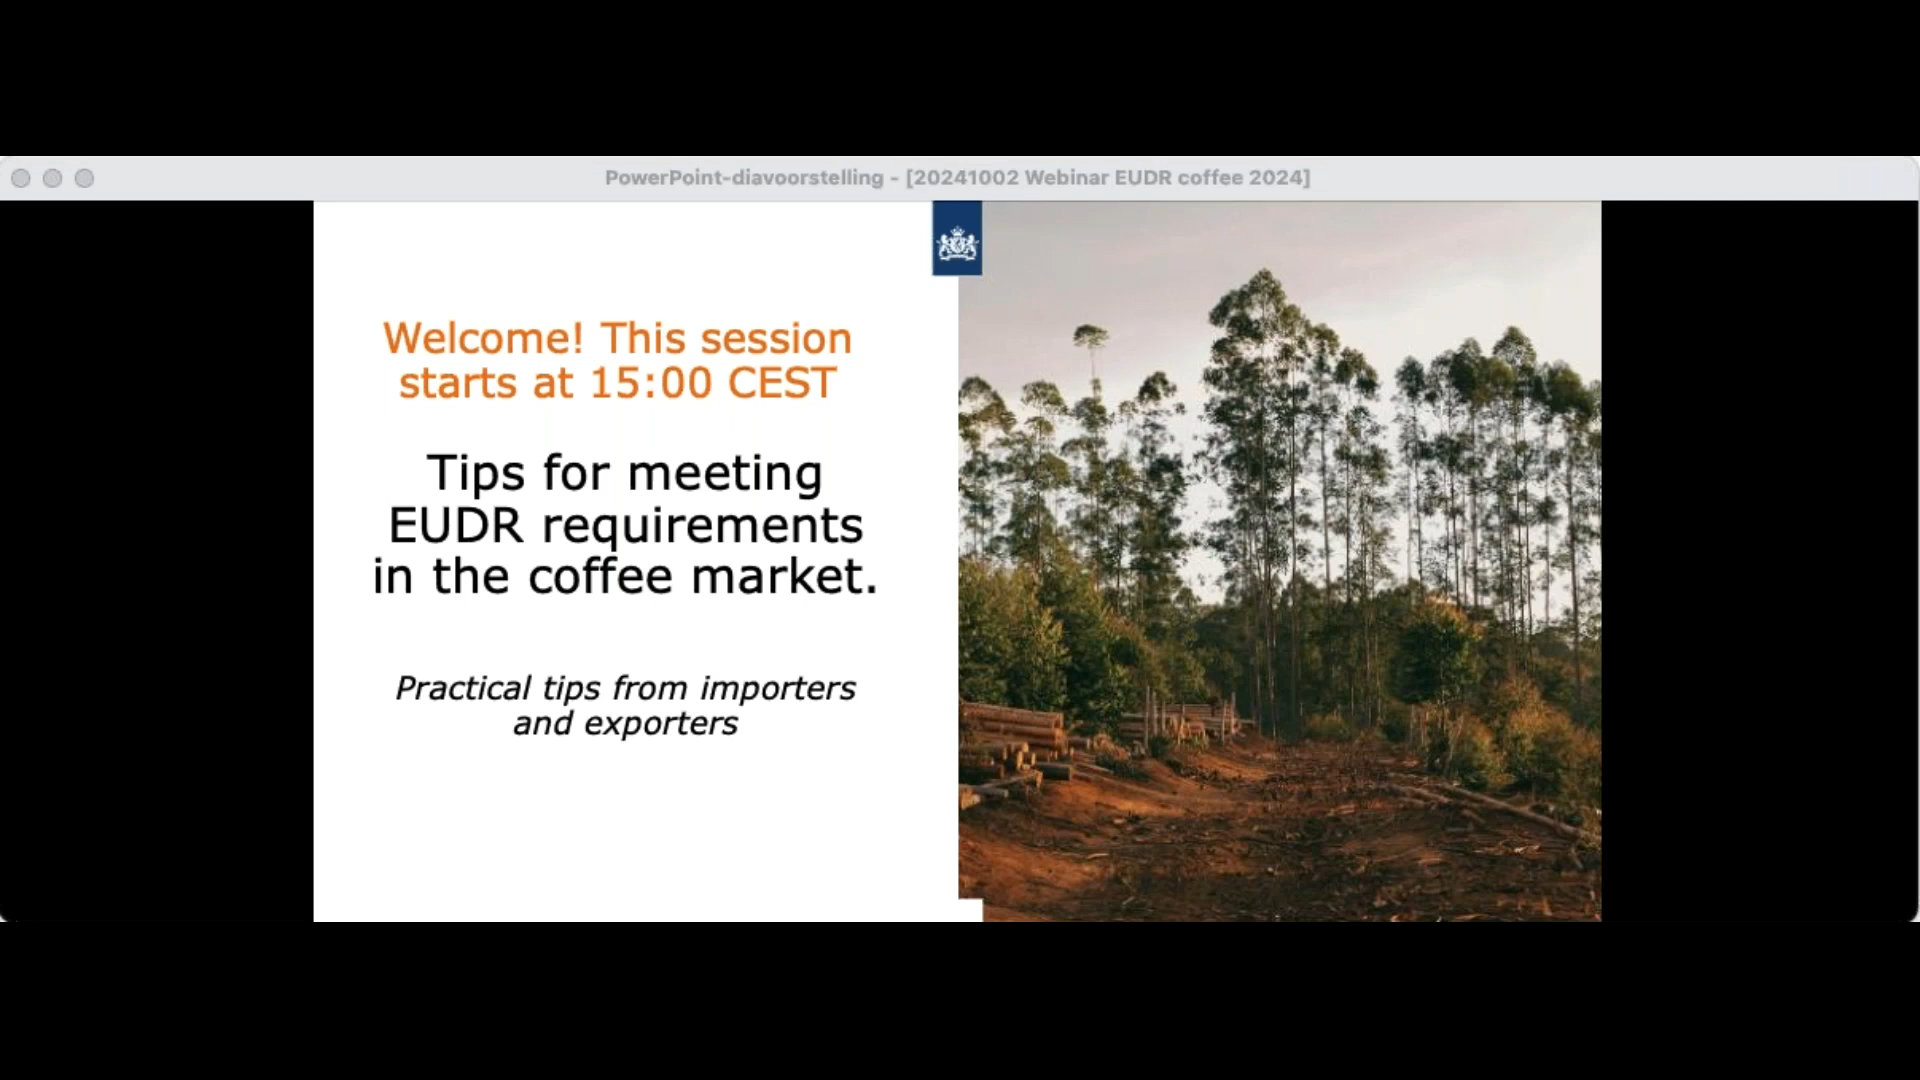 PowerPoint-diavoorstelling - [20241002 Webinar EUDR coffee 2024]
Welcome! This session
starts at 15:00 CEST
Tips for meeting
EUDR requirements
in the coffee market.
Practical tips from importers
and exporters